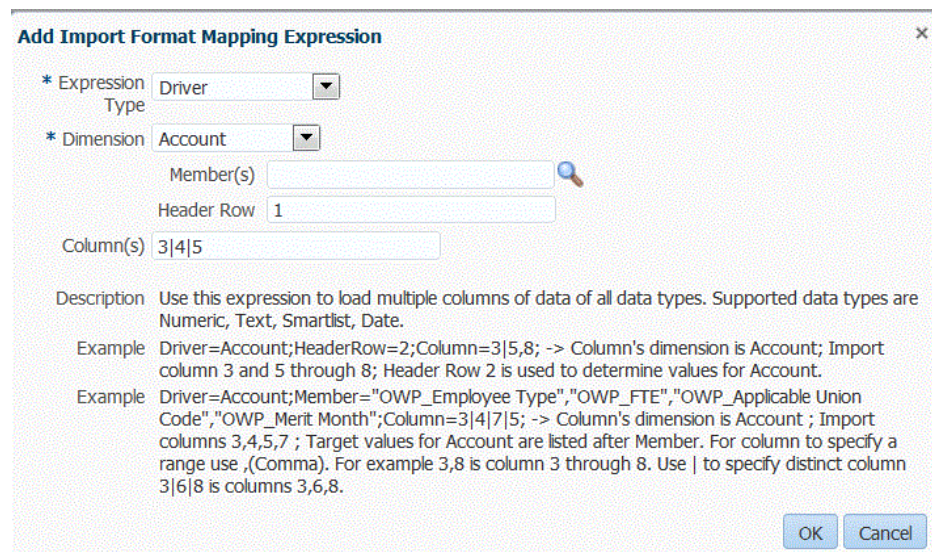 Add Import Format Mapping Expression
* Expression Type Driver
* Dimension Account
Member(s)
Header Row 1
Column(s) 3|4|5
Description Use this expression to load multiple columns of data of all data types. Supported data types are
Numeric, Text, Smartlist, Date.
Example Driver=Account;HeaderRow=2;Column=3|5,8; -> Column's dimension is Account; Import
column 3 and 5 through 8; Header Row 2 is used to determine values for Account.
Example Driver=Account;Member="OWP_Employee Type","OWP_FTE","OWP_Applicable Union
Code","OWP_Merit Month";Column=3|4|7|5; -> Column's dimension is Account ; Import
columns 3,4,5,7 ; Target values for Account are listed after Member. For column to specify a
range use ,(Comma). For example 3,8 is column 3 through 8. Use | to specify distinct column
3|6|8 is columns 3,6,8.
OK Cancel